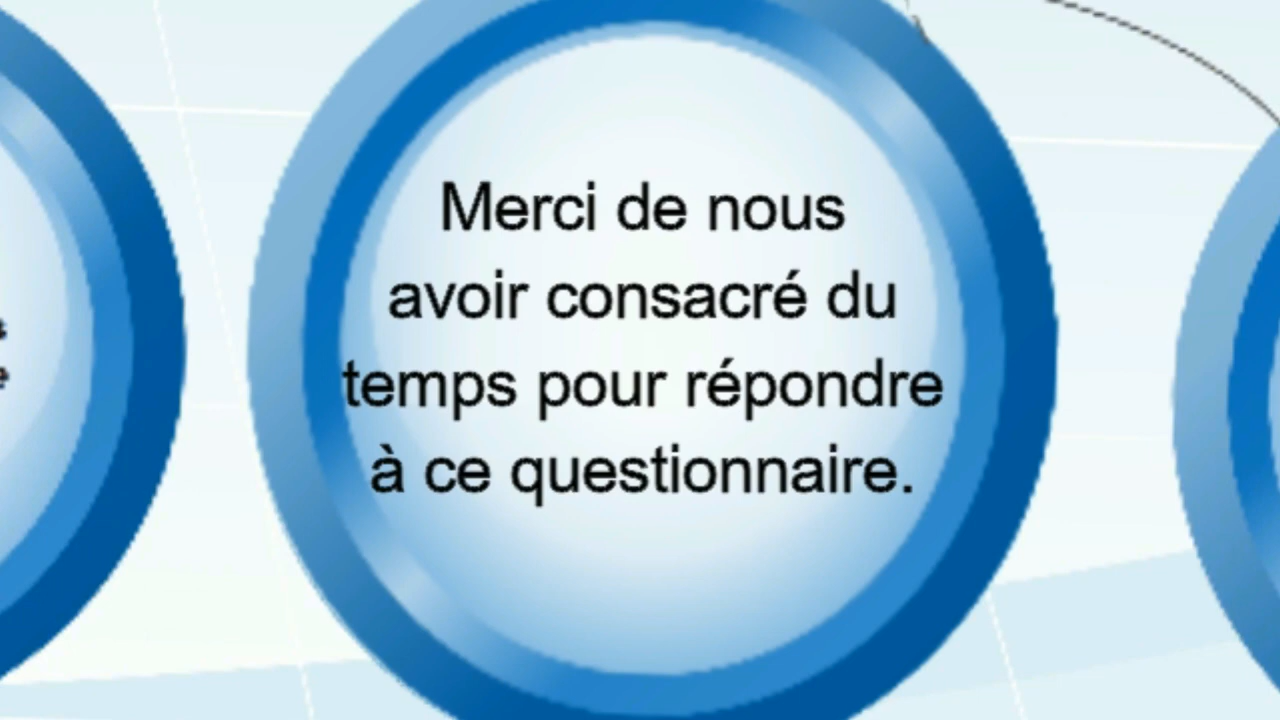 Merci de nous
avoir consacré du
temps pour répondre
à ce questionnaire.